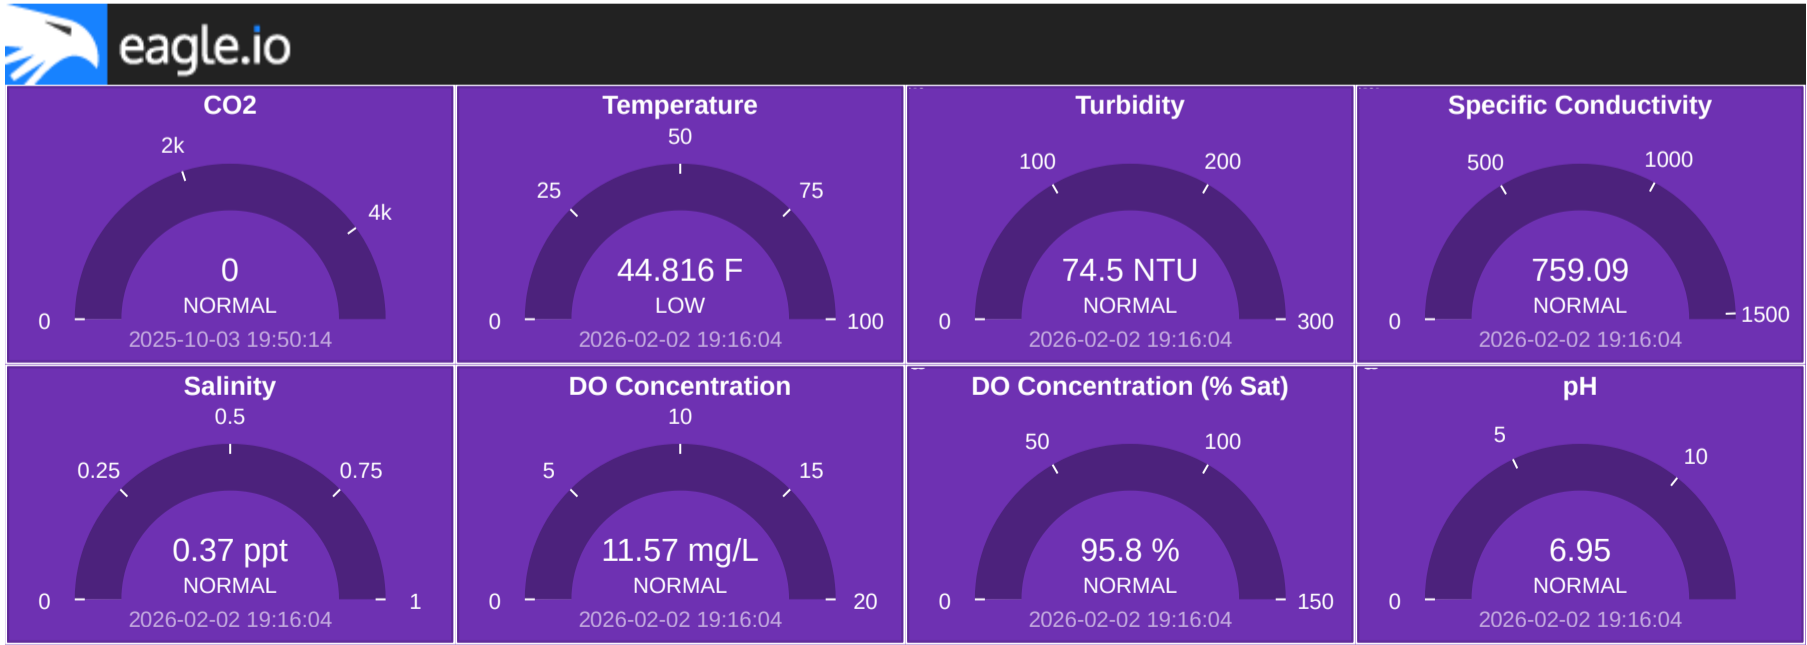 eagle.io
CO2
2k
4k
0
0
NORMAL
2025-10-03 19:50:14
Temperature
50
25
75
44.816 F
LOW
0
100
2026-02-02 19:16:04
Turbidity
100
200
74.5 NTU
NORMAL
0
300
2026-02-02 19:16:04
Specific Conductivity
500
1000
759.09
NORMAL
0
1500
2026-02-02 19:16:04
Salinity
0.5
0.25
0.75
0.37 ppt
NORMAL
0
1
2026-02-02 19:16:04
DO Concentration
10
5
15
11.57 mg/L
NORMAL
0
20
2026-02-02 19:16:04
DO Concentration (% Sat)
50
100
95.8 %
NORMAL
0
150
2026-02-02 19:16:04
pH
5
10
6.95
NORMAL
0
2026-02-02 19:16:04